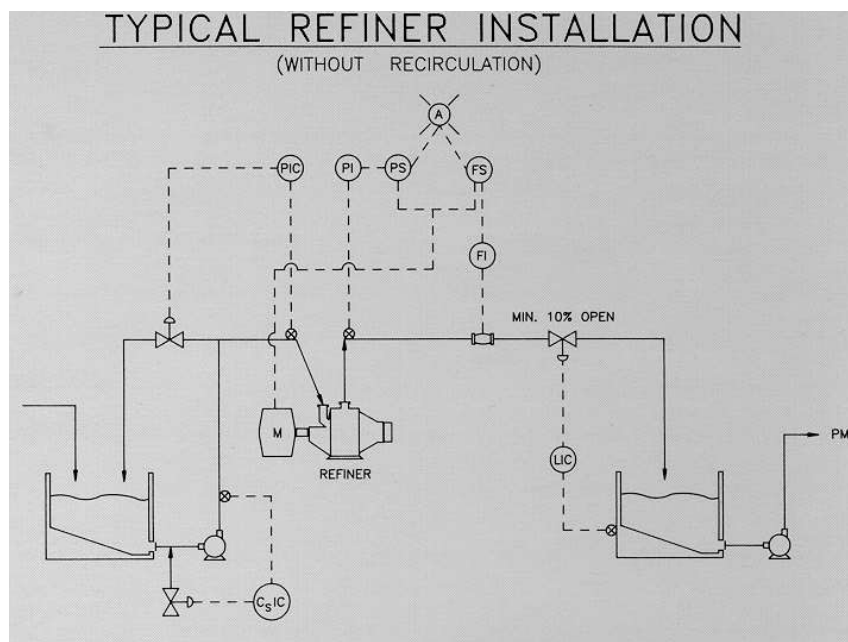 TYPICAL REFINER INSTALLATION
(WITHOUT RECIRCULATION)
A
PIC
PI
PS
FS
FI
MIN. 10% OPEN
M
REFINER
LIC
PM
CSIC